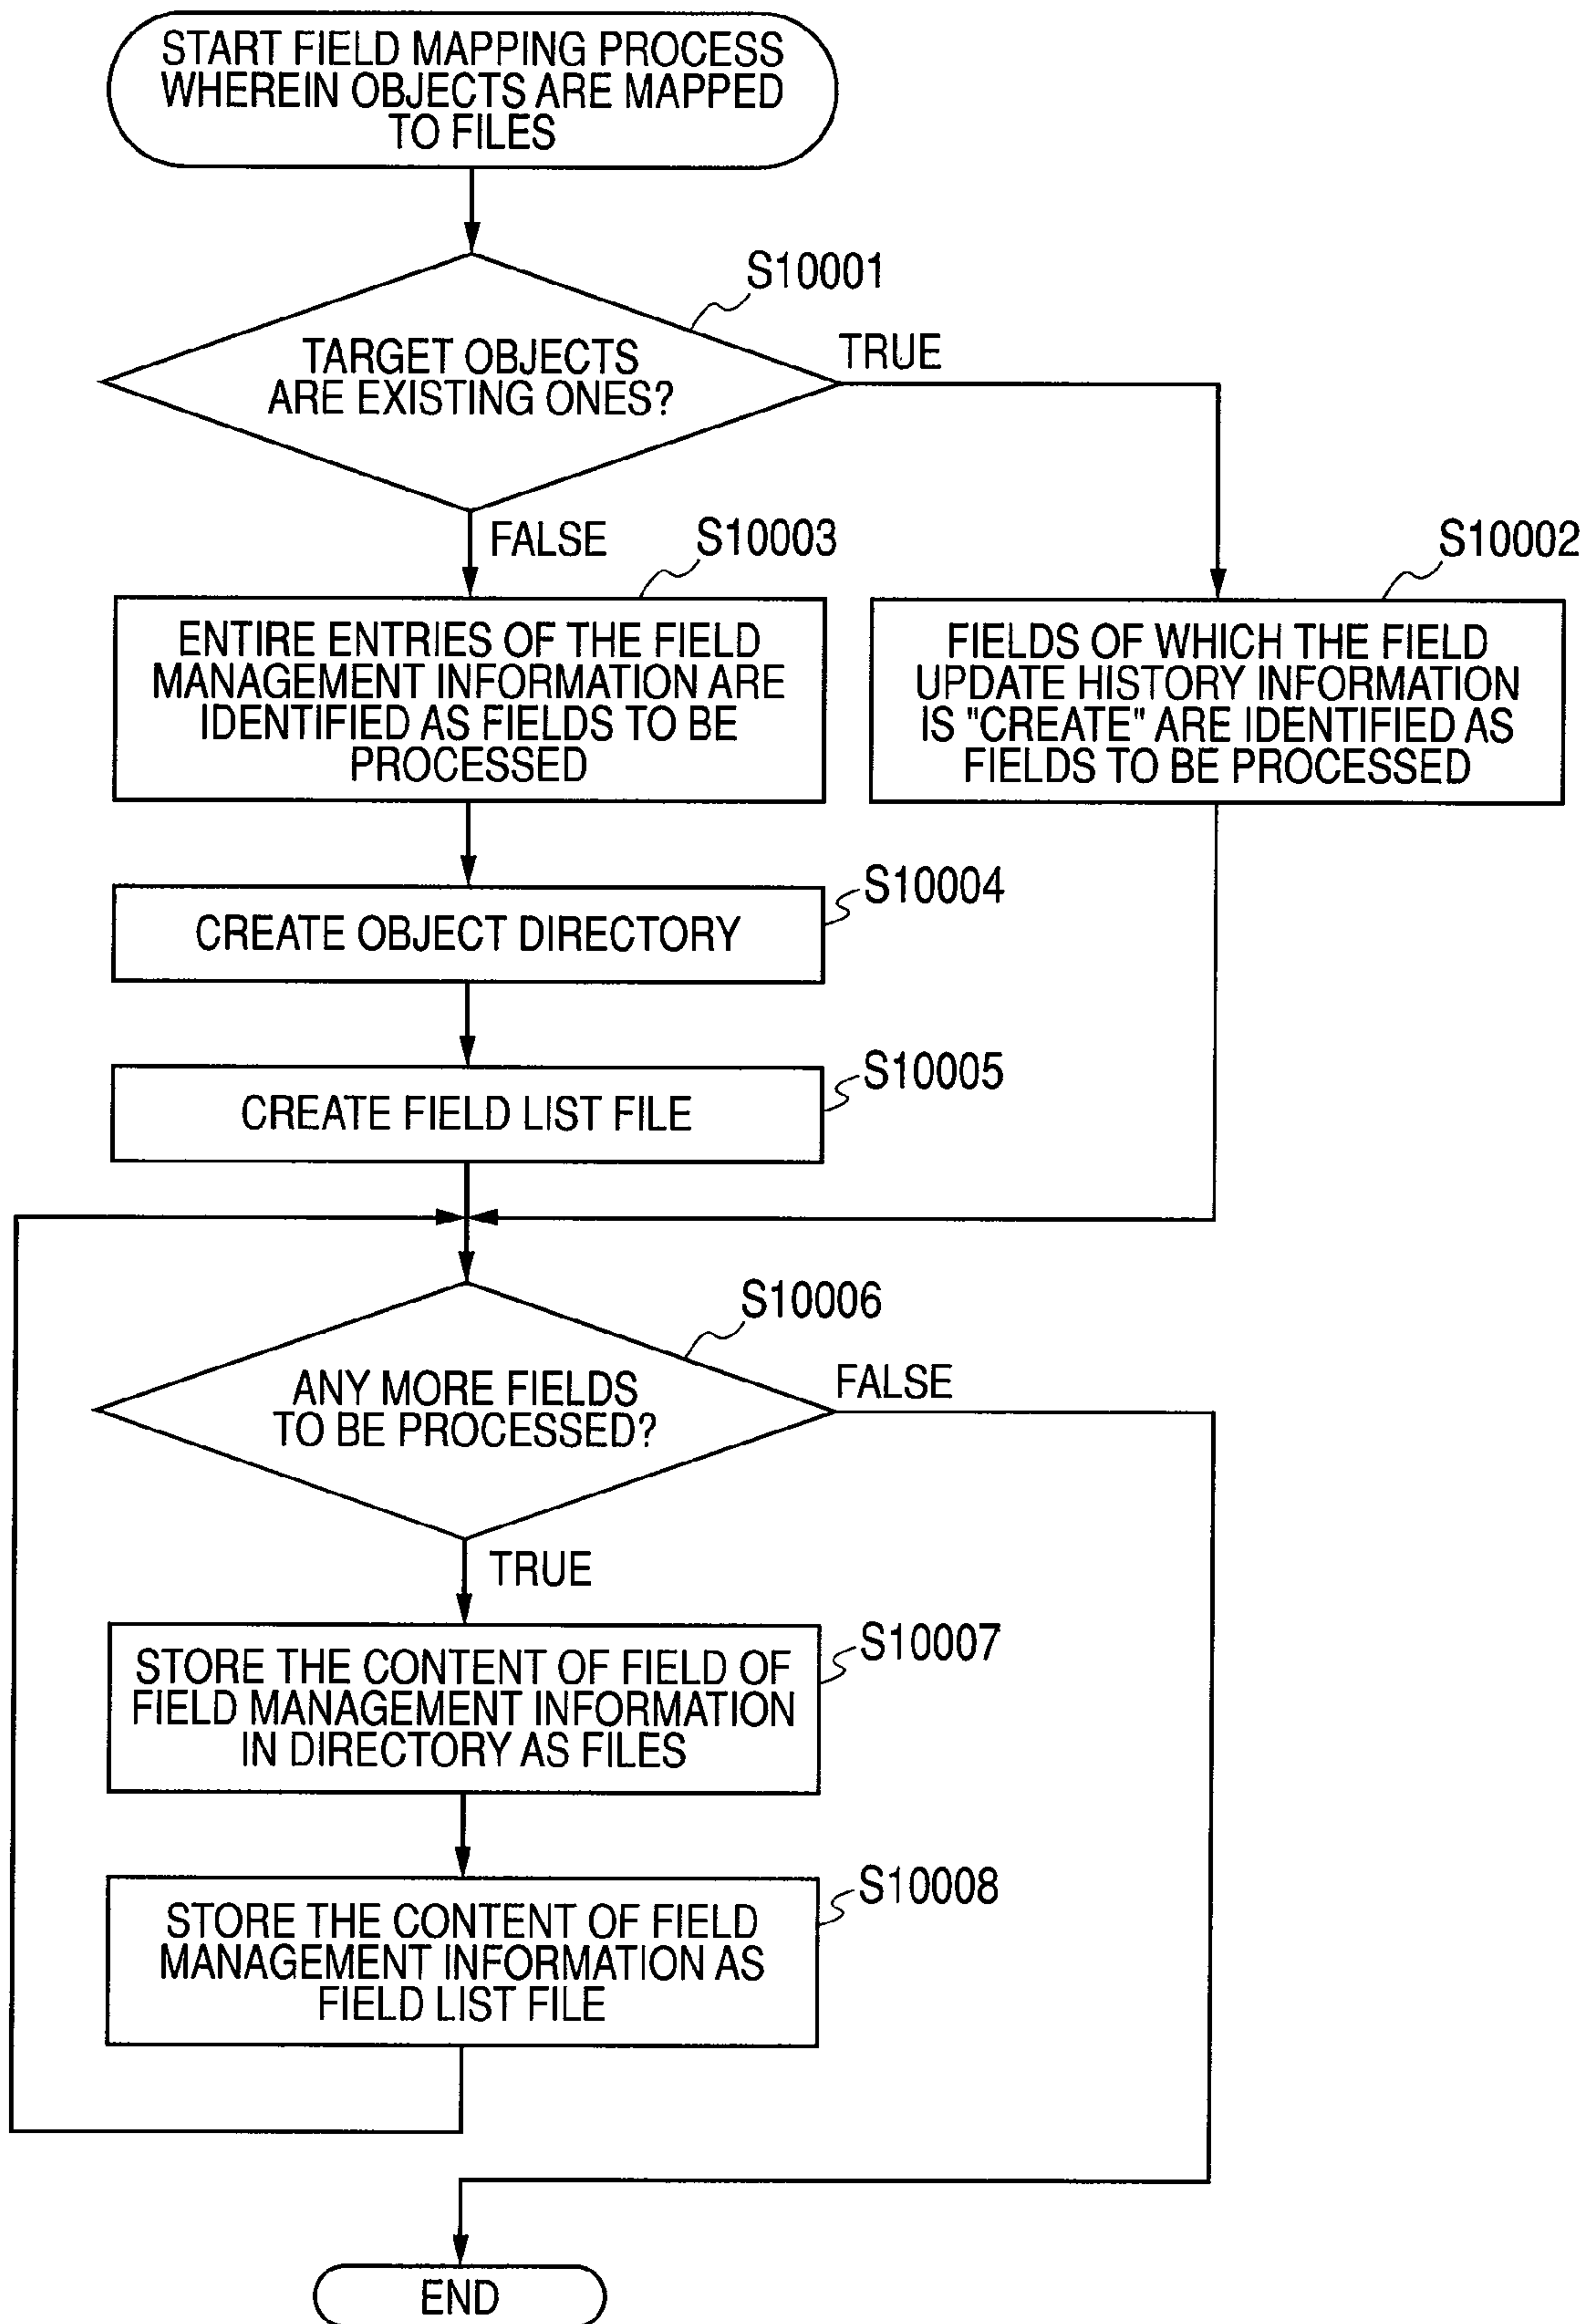 START FIELD MAPPING PROCESS
WHEREIN OBJECTS ARE MAPPED
TO FILES
S10001
TARGET OBJECTS
ARE EXISTING ONES?
TRUE
FALSE
S10003
S10002
ENTIRE ENTRIES OF THE FIELD
MANAGEMENT INFORMATION ARE
IDENTIFIED AS FIELDS TO BE
PROCESSED
FIELDS OF WHICH THE FIELD
UPDATE HISTORY INFORMATION
IS "CREATE" ARE IDENTIFIED AS
FIELDS TO BE PROCESSED
S10004
CREATE OBJECT DIRECTORY
S10005
CREATE FIELD LIST FILE
S10006
ANY MORE FIELDS
TO BE PROCESSED?
FALSE
TRUE
S10007
STORE THE CONTENT OF FIELD OF
FIELD MANAGEMENT INFORMATION
IN DIRECTORY AS FILES
S10008
STORE THE CONTENT OF FIELD
MANAGEMENT INFORMATION AS
FIELD LIST FILE
END